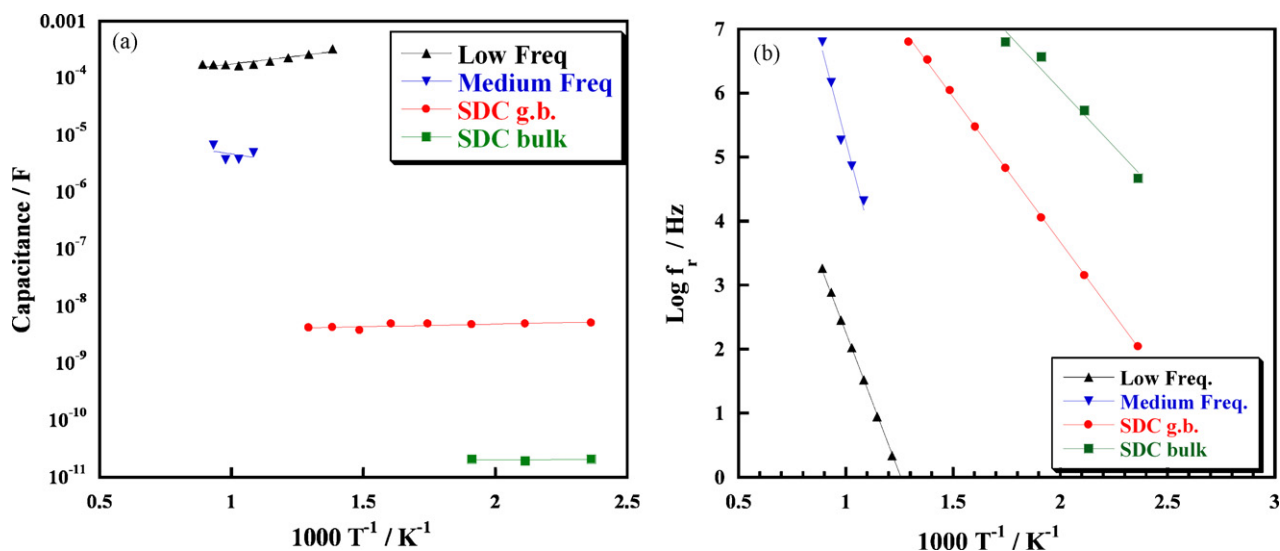 (a)
Capacitance / F
0.001
10⁻⁴
10⁻⁵
10⁻⁶
10⁻⁷
10⁻⁸
10⁻⁹
10⁻¹⁰
10⁻¹¹
Low Freq
Medium Freq
SDC g.b.
SDC bulk
0.5 1 1.5 2 2.5
1000 T⁻¹ / K⁻¹
(b)
Log fᵣ / Hz
7
6
5
4
3
2
1
0
Low Freq.
Medium Freq.
SDC g.b.
SDC bulk
0.5 1 1.5 2 2.5 3
1000 T⁻¹ / K⁻¹